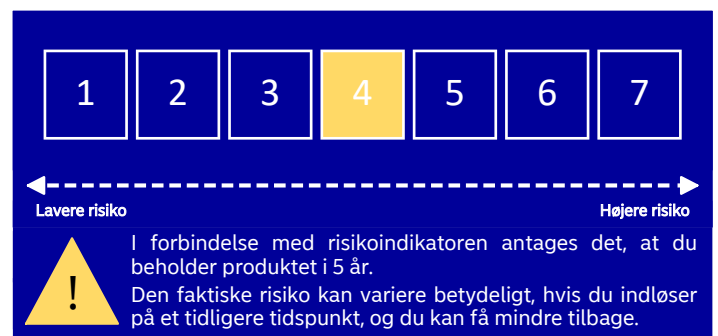 1 2 3 4 5 6 7
Lavere risiko Højere risiko
I forbindelse med risikoindikatoren antages det, at du
beholder produktet i 5 år.
!
Den faktiske risiko kan variere betydeligt, hvis du indløser
på et tidligere tidspunkt, og du kan få mindre tilbage.